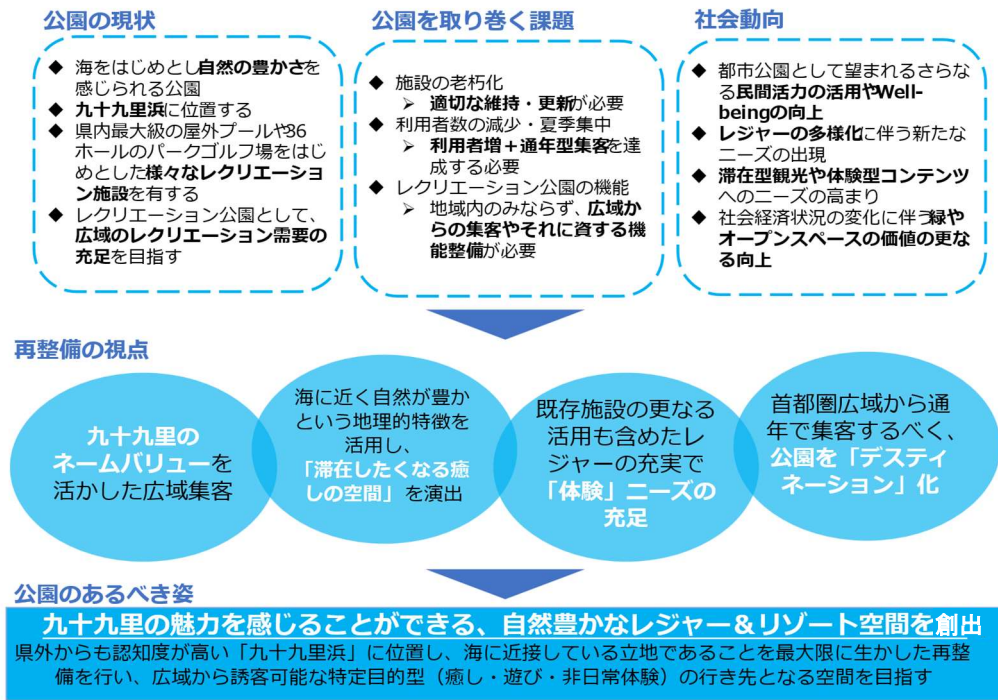 公園の現状
◆ 海をはじめとし自然の豊かさを
感じられる公園
◆ 九十九里浜に位置する
◆ 県内最大級の屋外プールや36
ホールのパークゴルフ場をはじ
めとした様々なレクリエーショ
ン施設を有する
◆ レクリエーション公園として、
広域のレクリエーション需要の
充足を目指す
公園を取り巻く課題
◆ 施設の老朽化
➢ 適切な維持・更新が必要
◆ 利用者数の減少・夏季集中
➢ 利用者増＋通年型集客を達
成する必要
◆ レクリエーション公園の機能
➢ 地域内のみならず、広域か
らの集客やそれに資する機
能整備が必要
社会動向
◆ 都市公園として望まれるさらな
る民間活力の活用やWell-
beingの向上
◆ レジャーの多様化に伴う新たな
ニーズの出現
◆ 滞在型観光や体験型コンテンツ
へのニーズの高まり
◆ 社会経済状況の変化に伴う緑や
オープンスペースの価値の更な
る向上
再整備の視点
九十九里の
ネームバリューを
活かした広域集客
海に近く自然が豊か
という地理的特徴を
活用し、
「滞在したくなる癒
しの空間」を演出
既存施設の更なる
活用も含めたレ
ジャーの充実で
「体験」ニーズの
充足
首都圏広域から通
年で集客するべく、
公園を「デスティ
ネーション」化
公園のあるべき姿
九十九里の魅力を感じることができる、自然豊かなレジャー＆リゾート空間を創出
県外からも認知度が高い「九十九里浜」に位置し、海に近接している立地であることを最大限に生かした再整
備を行い、広域から誘客可能な特定目的型（癒し・遊び・非日常体験）の行き先となる空間を目指す